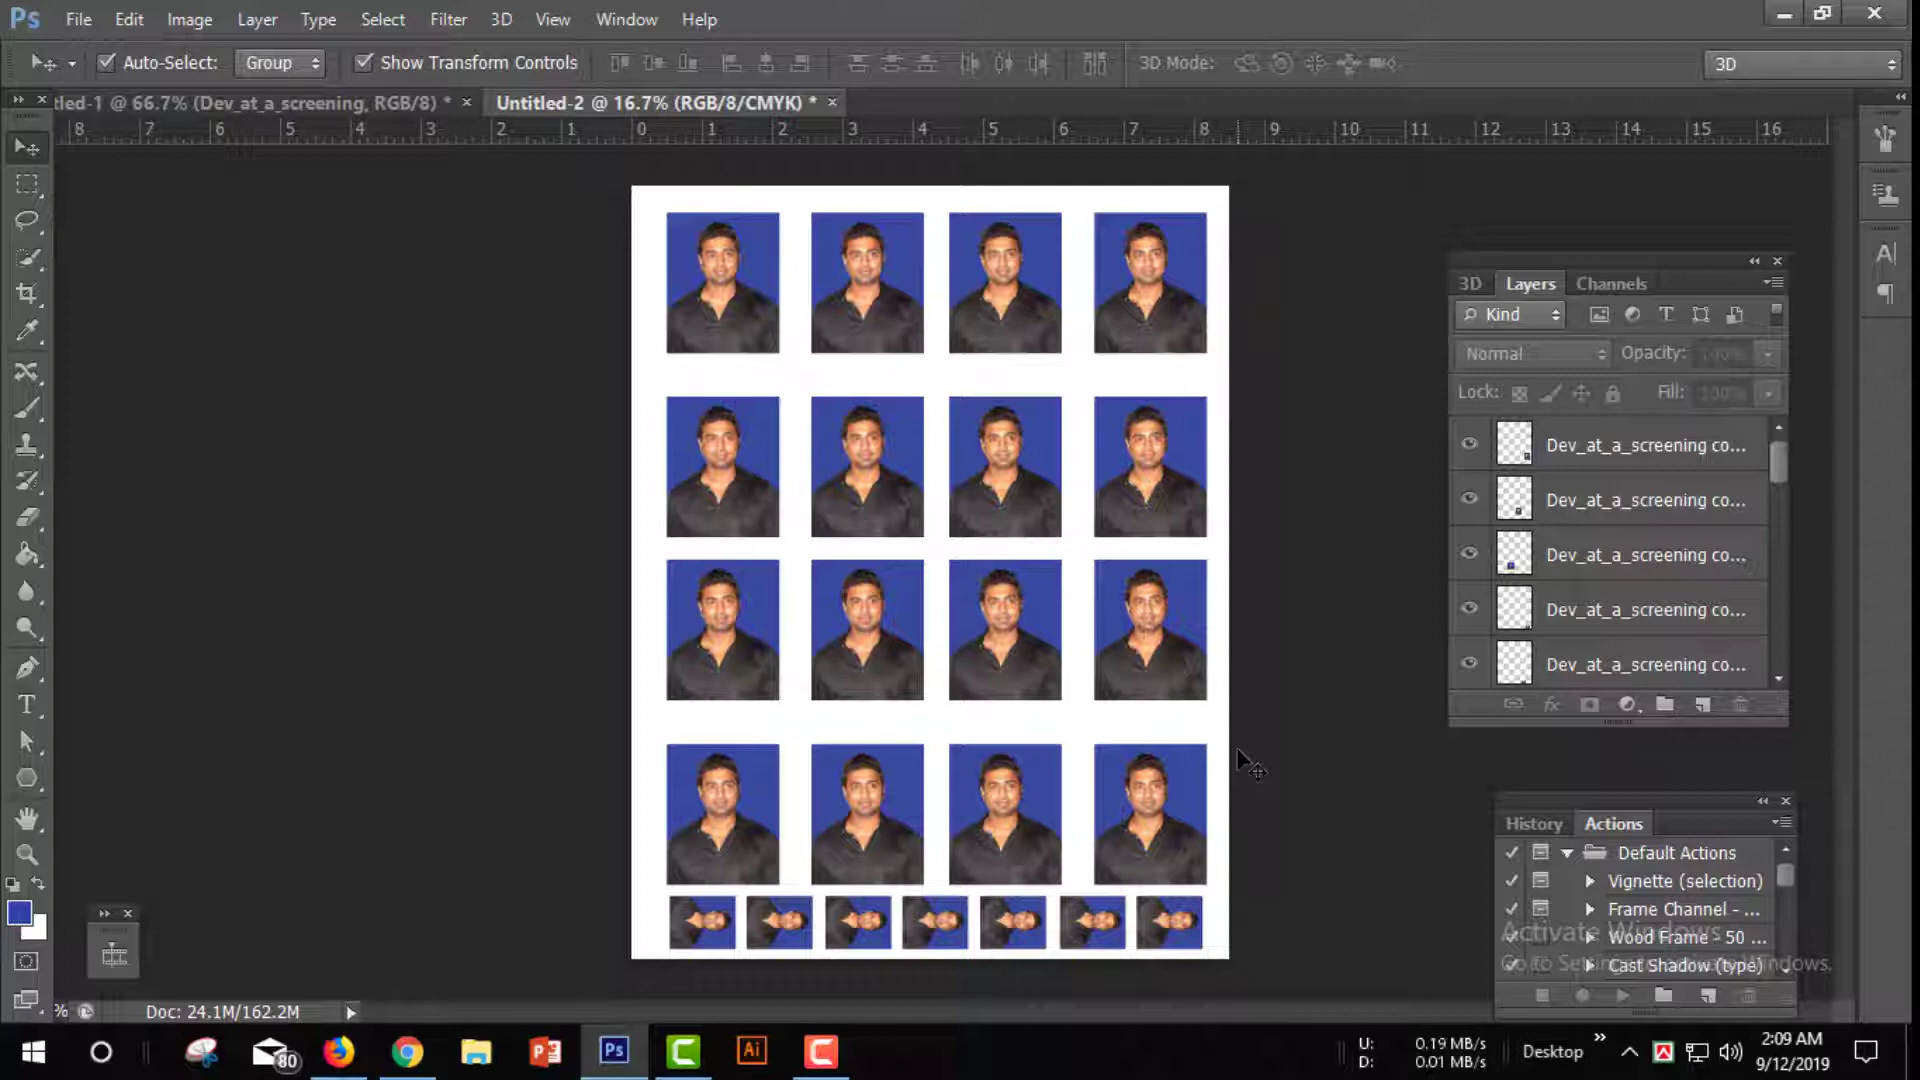 Ps File Edit Image Layer Type Select Filter 3D View Window Help
Auto-Select: Group Show Transform Controls 3D Mode: 3D
tled-1 @ 66.7% (Dev_at_a_screening, RGB/8) * × Untitled-2 @ 16.7% (RGB/8/CMYK) * ×
8 7 6 5 4 3 2 1 0 1 2 3 4 5 6 7 8 9 10 11 12 13 14 15 16
3D Layers Channels
Kind
Normal Opacity: 100%
Lock: Fill: 100%
Dev_at_a_screening co...
Dev_at_a_screening co...
Dev_at_a_screening co...
Dev_at_a_screening co...
Dev_at_a_screening co...
History Actions
Default Actions
Vignette (selection)
Frame Channel - ...
Wood Frame - 50 ...
Cast Shadow (type)
Activate Windows
Go to Settings to activate Windows.
% Doc: 24.1M/162.2M
80 Ps Ai
U: 0.19 MB/s
D: 0.01 MB/s
Desktop
2:09 AM
9/12/2019